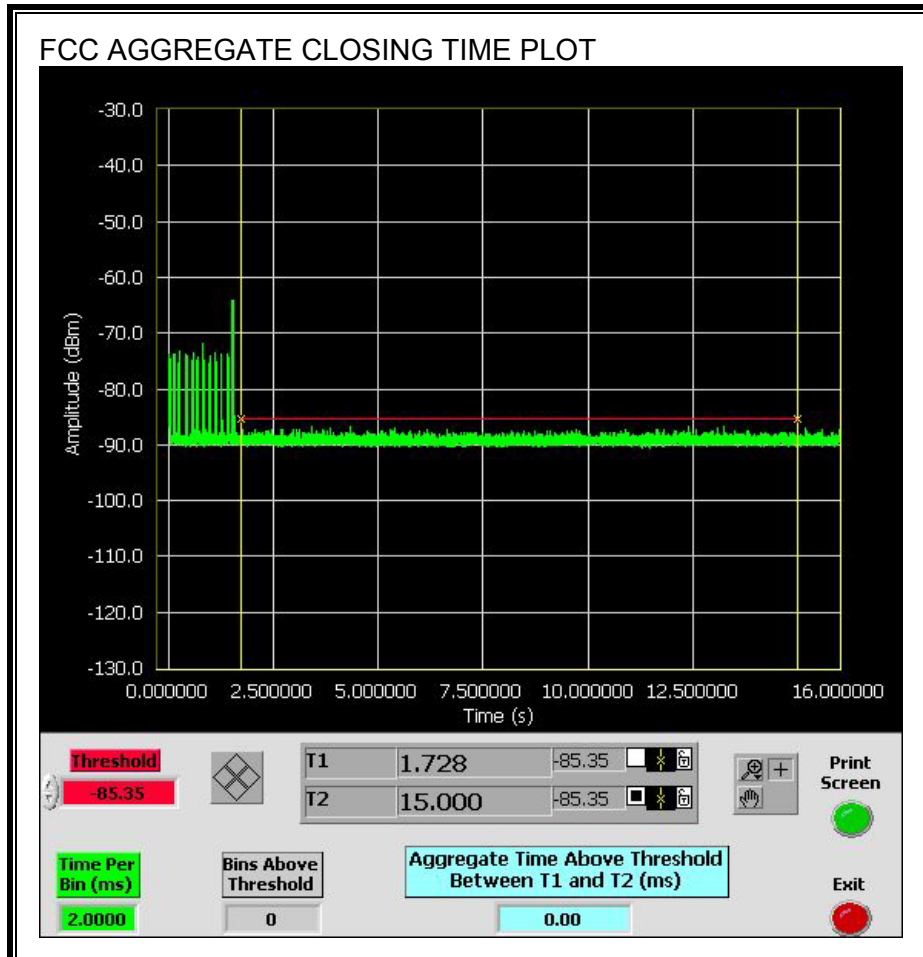 FCC AGGREGATE CLOSING TIME PLOT
-30.0
-40.0
-50.0
-60.0
-70.0
-80.0
-90.0
-100.0
-110.0
-120.0
-130.0
Amplitude (dBm)
0.000000 2.500000 5.000000 7.500000 10.000000 12.500000 16.000000
Time (s)
Threshold
-85.35
T1 1.728 -85.35
T2 15.000 -85.35
Print
Screen
Time Per
Bin (ms)
2.0000
Bins Above
Threshold
0
Aggregate Time Above Threshold
Between T1 and T2 (ms)
0.00
Exit